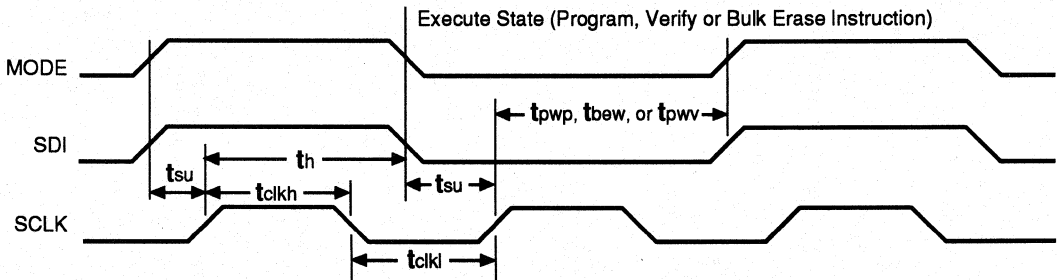 Execute State (Program, Verify or Bulk Erase Instruction)
MODE
tpwp, tbew, or tpwv
SDI
th
tsu
tclkh
tsu
SCLK
tclkl